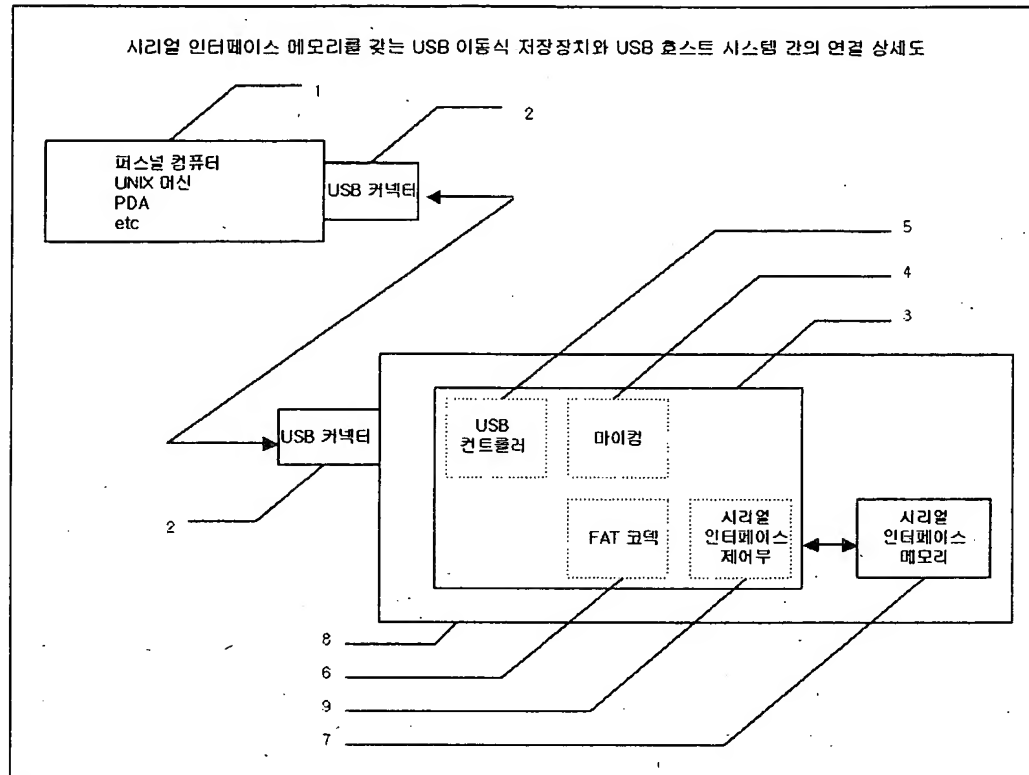 시리얼 인터페이스 메모리를 갖는 USB 이동식 저장장치와 USB 호스트 시스템 간의 연결 상세도
1
2
퍼스널 컴퓨터
UNIX 머신
PDA
etc
USB 커넥터
5
4
3
USB 커넥터
USB
컨트롤러
마이컴
2
FAT 코덱
시리얼
인터페이스
제어부
시리얼
인터페이스
메모리
8
6
9
7